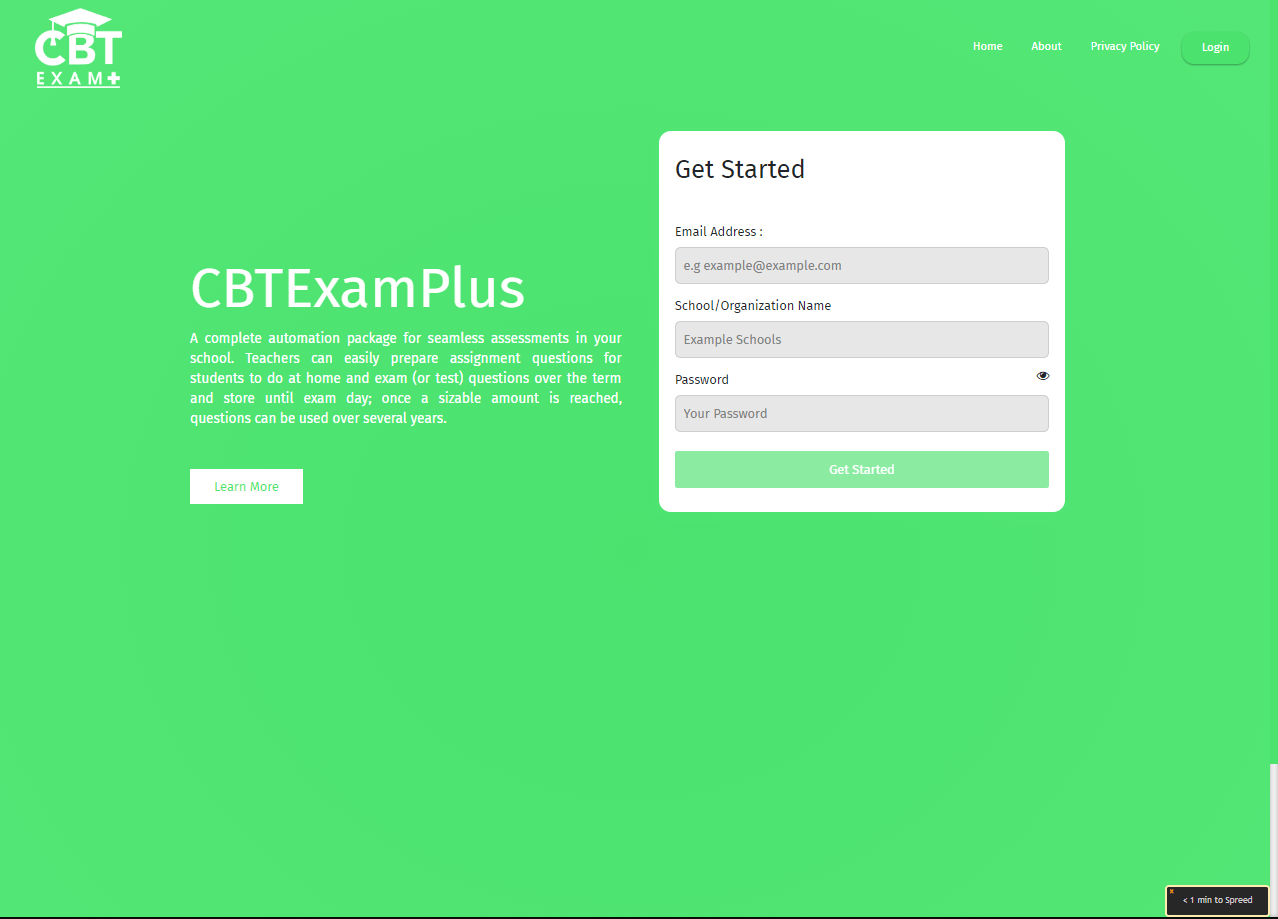 CBT
EXAM+
Home
About
Privacy Policy
Login
Get Started
Email Address :
e.g example@example.com
School/Organization Name
Example Schools
Password
Your Password
Get Started
CBTExamPlus
A complete automation package for seamless assessments in your
school. Teachers can easily prepare assignment questions for
students to do at home and exam (or test) questions over the term
and store until exam day; once a sizable amount is reached,
questions can be used over several years.
Learn More
x
< 1 min to Spreed